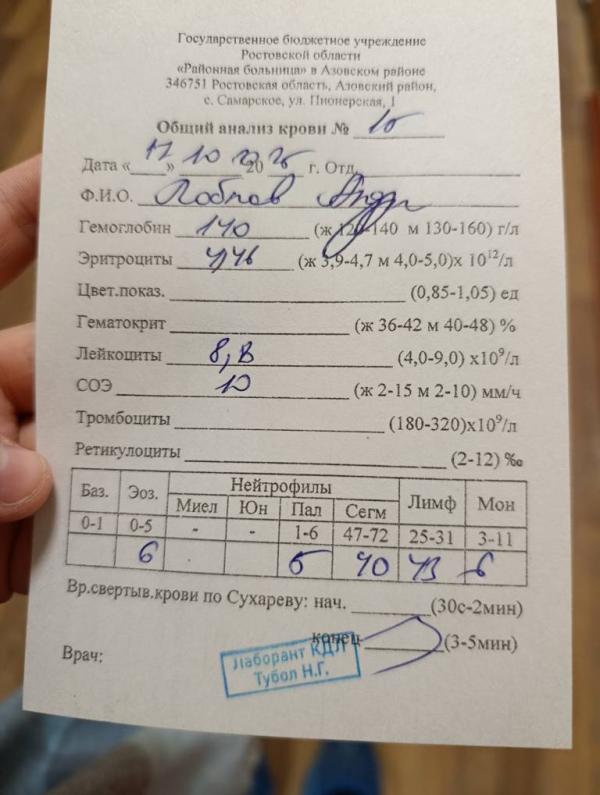 Государственное бюджетное учреждение
Ростовской области
«Районная больница» в Азовском районе
346751 Ростовская область, Азовский район,
с. Самарское, ул. Пионерская, 1
Общий анализ крови № 16
Дата «17» 10 2025 г. Отд.
Ф.И.О.
Гемоглобин 140 (ж 120-140 м 130-160) г/л
Эритроциты 4,46 (ж 3,9-4,7 м 4,0-5,0)х 10¹²/л
Цвет.показ. (0,85-1,05) ед
Гематокрит (ж 36-42 м 40-48) %
Лейкоциты 8,8 (4,0-9,0) х10⁹/л
СОЭ 10 (ж 2-15 м 2-10) мм/ч
Тромбоциты (180-320)х10⁹/л
Ретикулоциты (2-12) ‰
Баз. Эоз. Нейтрофилы Лимф Мон
Миел Юн Пал Сегм
0-1 0-5 - - 1-6 47-72 25-31 3-11
6 5 40 43 6
Вр.свертыв.крови по Сухареву: нач. (30с-2мин)
конец (3-5мин)
Врач:
Лаборант КДЛ
Тубол Н.Г.